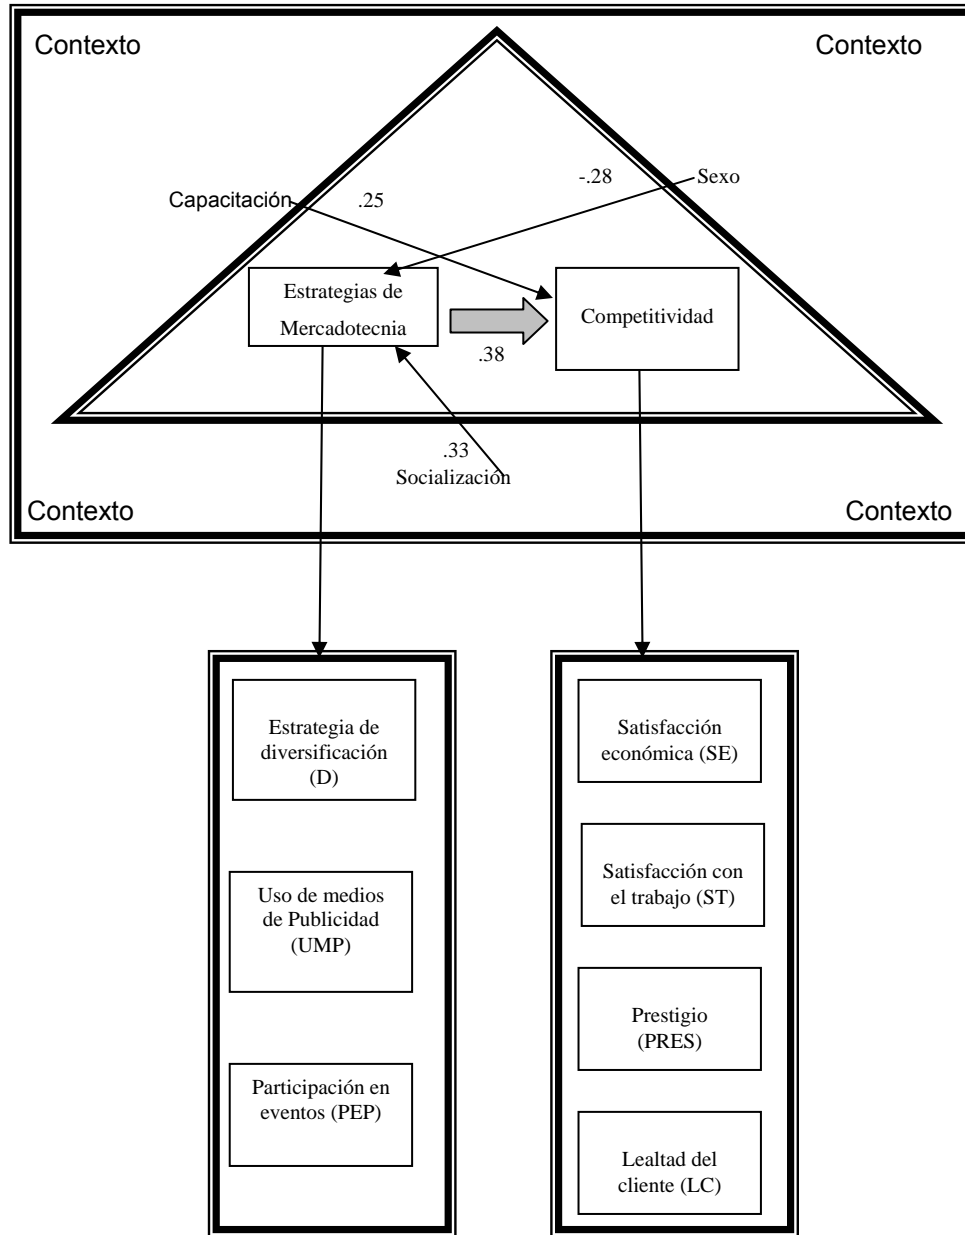 Contexto
Contexto
-.28
Sexo
Capacitación
.25
Estrategias de
Mercadotecnia
Competitividad
.38
.33
Socialización
Contexto
Contexto
Estrategia de
diversificación
(D)
Uso de medios
de Publicidad
(UMP)
Participación en
eventos (PEP)
Satisfacción
económica (SE)
Satisfacción con
el trabajo (ST)
Prestigio
(PRES)
Lealtad del
cliente (LC)